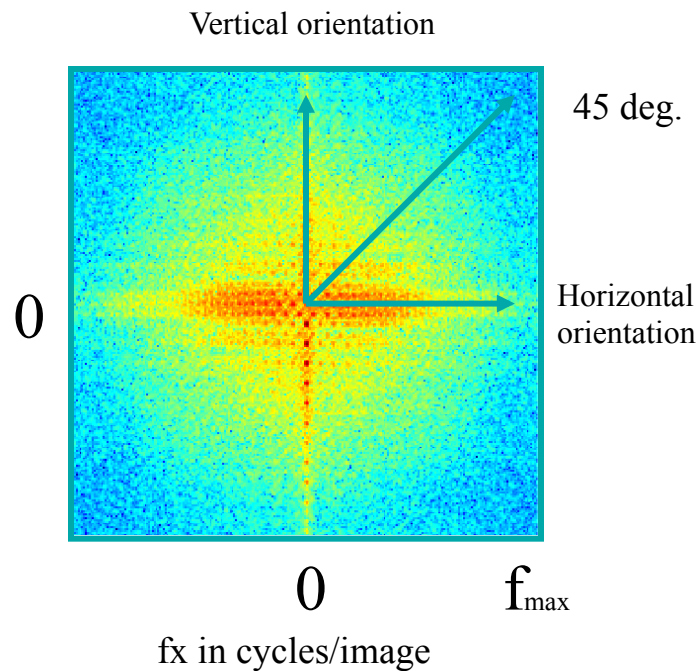 Vertical orientation
45 deg.
Horizontal
orientation
0
0
fmax
fx in cycles/image